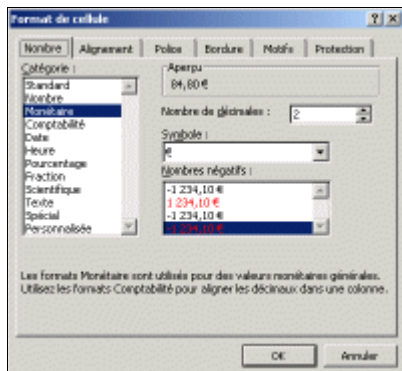 Format de cellule
Nombre Alignement Police Bordure Motifs Protection
Catégorie :
Standard
Nombre
Monétaire
Comptabilité
Date
Heure
Pourcentage
Fraction
Scientifique
Texte
Spécial
Personnalisée
Aperçu
84,80 €
Nombre de décimales : 2
Symbole :
€
Nombres négatifs :
-1 234,10 €
1 234,10 €
-1 234,10 €
-1 234,10 €
Les formats Monétaire sont utilisés pour des valeurs monétaires générales.
Utilisez les formats Comptabilité pour aligner les décimaux dans une colonne.
OK Annuler